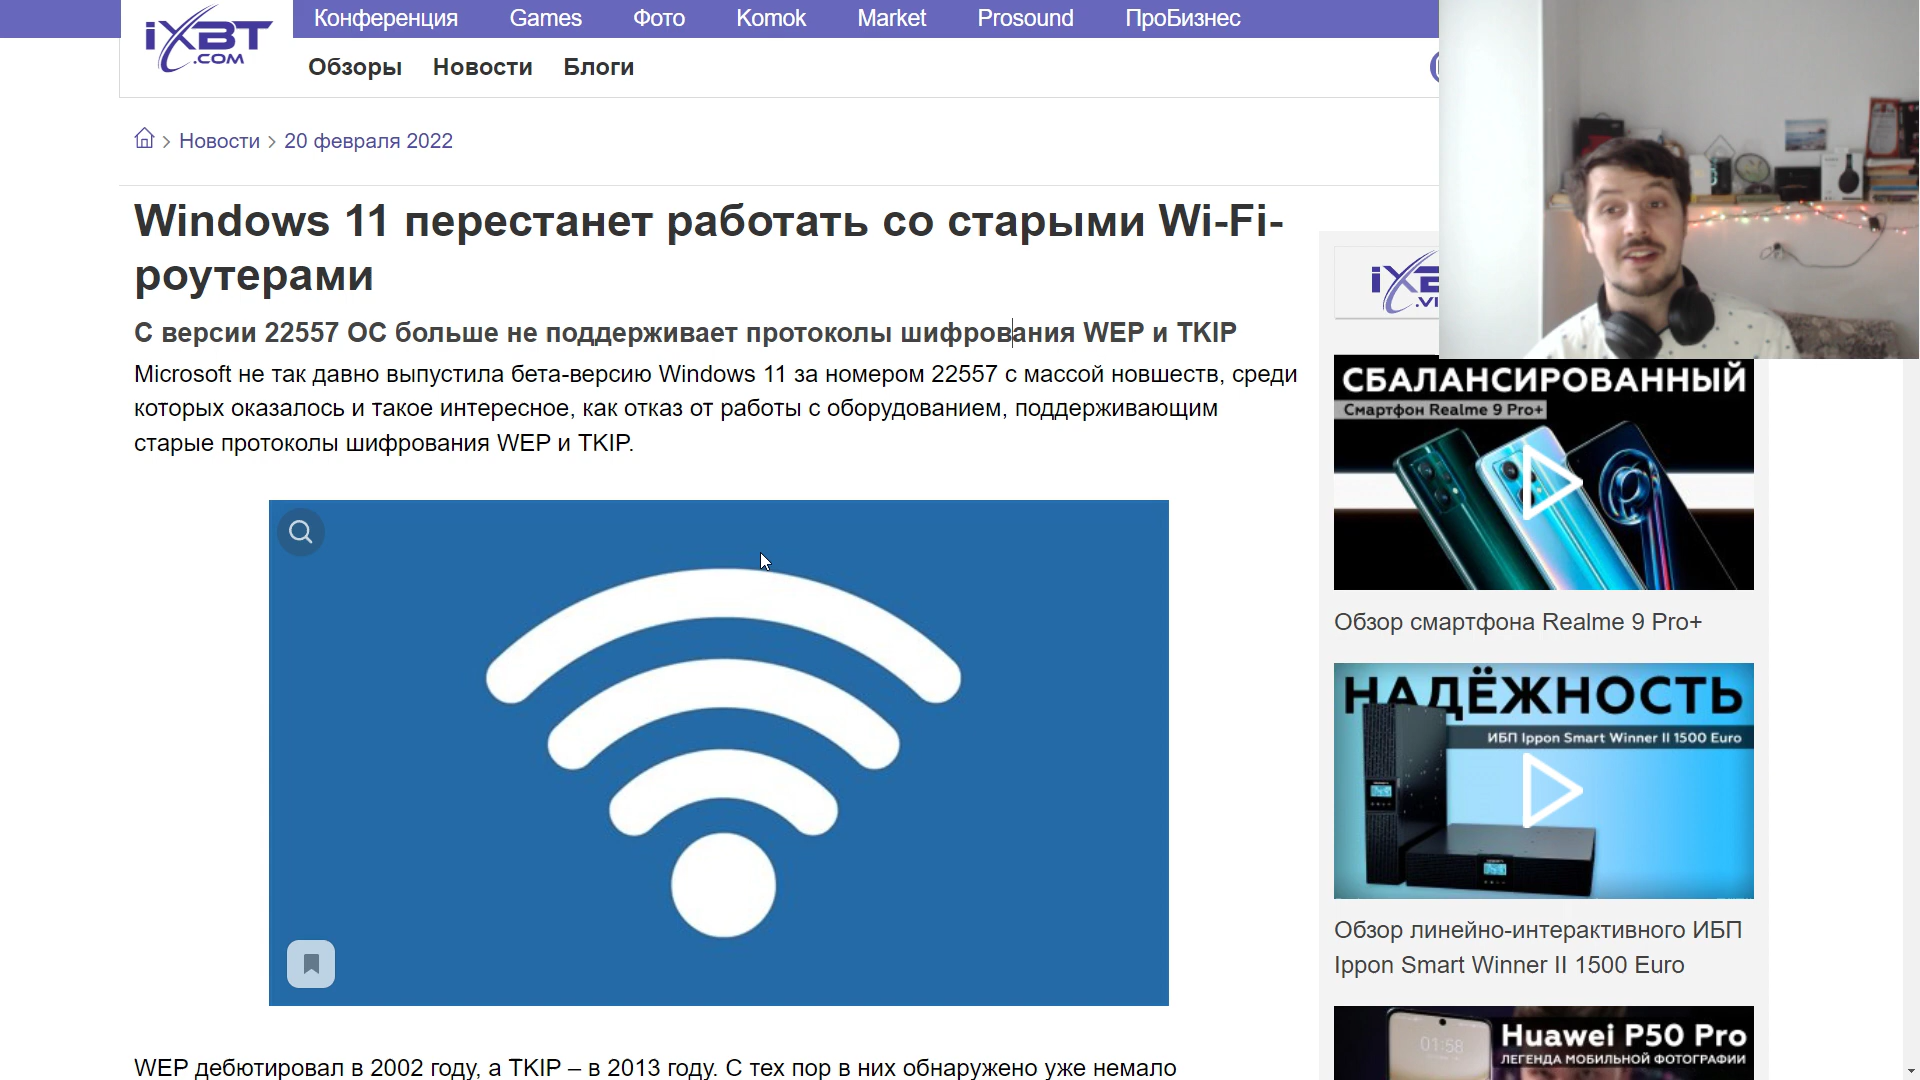 iXBT
.COM
Конференция
Games
Фото
Komok
Market
Prosound
ПроБизнес
Обзоры
Новости
Блоги
Новости
20 февраля 2022
Windows 11 перестанет работать со старыми Wi-Fi-
роутерами
С версии 22557 ОС больше не поддерживает протоколы шифрования WEP и TKIP
Microsoft не так давно выпустила бета-версию Windows 11 за номером 22557 с массой новшеств, среди
которых оказалось и такое интересное, как отказ от работы с оборудованием, поддерживающим
старые протоколы шифрования WEP и TKIP.
WEP дебютировал в 2002 году, а TKIP – в 2013 году. С тех пор в них обнаружено уже немало
СБАЛАНСИРОВАННЫЙ
Смартфон Realme 9 Pro+
Обзор смартфона Realme 9 Pro+
НАДЁЖНОСТЬ
ИБП Ippon Smart Winner II 1500 Euro
Обзор линейно-интерактивного ИБП
Ippon Smart Winner II 1500 Euro
01:58
Huawei P50 Pro
ЛЕГЕНДА МОБИЛЬНОЙ ФОТОГРАФИИ